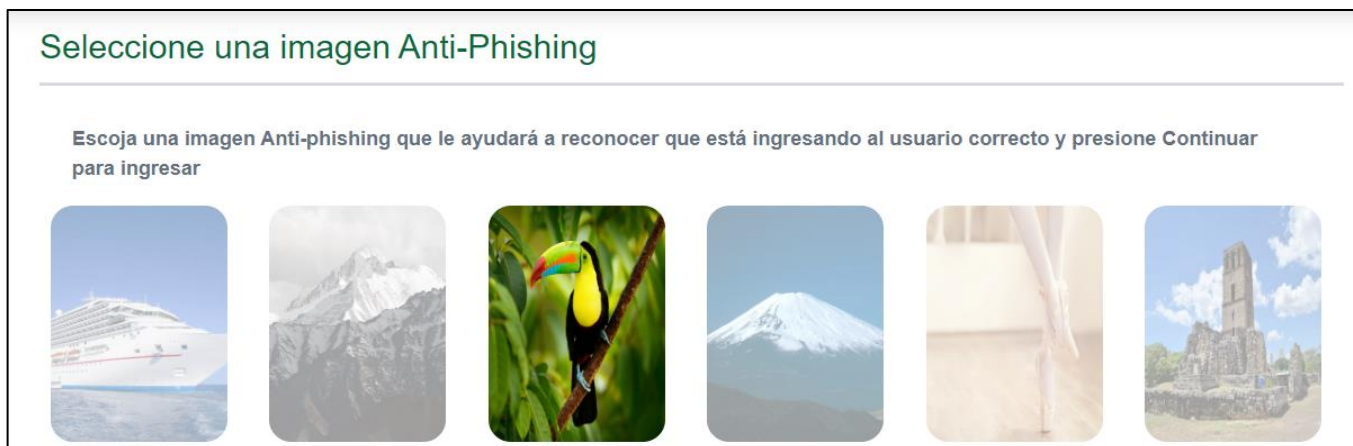 Seleccione una imagen Anti-Phishing
Escoja una imagen Anti-phishing que le ayudará a reconocer que está ingresando al usuario correcto y presione Continuar
para ingresar